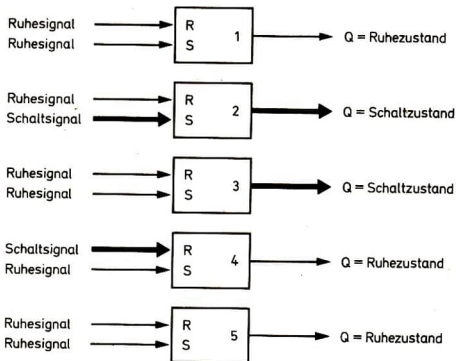 Ruhesignal R 1 Q = Ruhezustand
Ruhesignal S
Ruhesignal R 2 Q = Schaltzustand
Schaltsignal S
Ruhesignal R 3 Q = Schaltzustand
Ruhesignal S
Schaltsignal R 4 Q = Ruhezustand
Ruhesignal S
Ruhesignal R 5 Q = Ruhezustand
Ruhesignal S